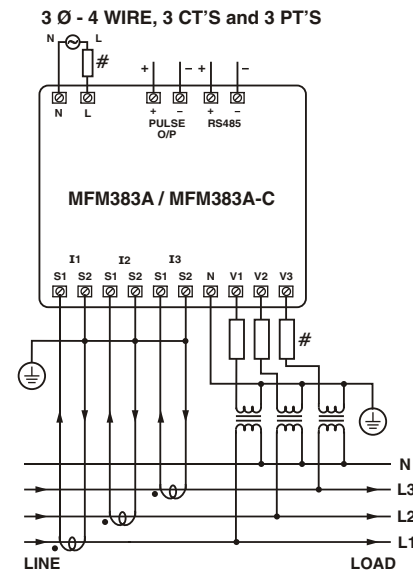 3 Ø - 4 WIRE, 3 CT'S and 3 PT'S
N L
#
+ – + –
N L + – + –
PULSE O/P RS485
MFM383A / MFM383A-C
I1 I2 I3
S1 S2 S1 S2 S1 S2 N V1 V2 V3
#
N
L3
L2
L1
LINE LOAD